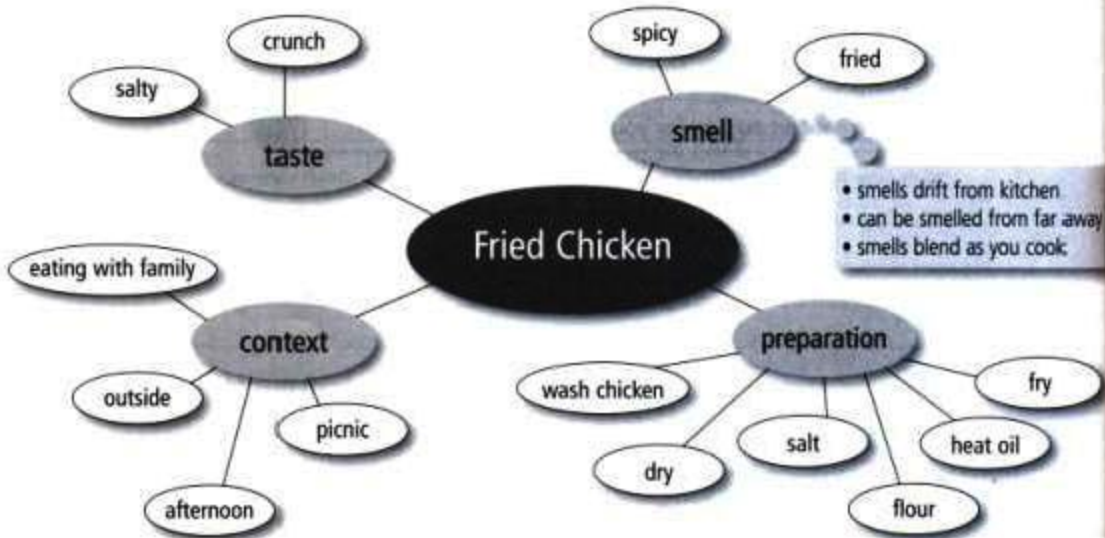 crunch
salty
taste
spicy
fried
smell
• smells drift from kitchen
• can be smelled from far away
• smells blend as you cook
Fried Chicken
eating with family
context
outside
picnic
afternoon
preparation
wash chicken
dry
salt
flour
heat oil
fry